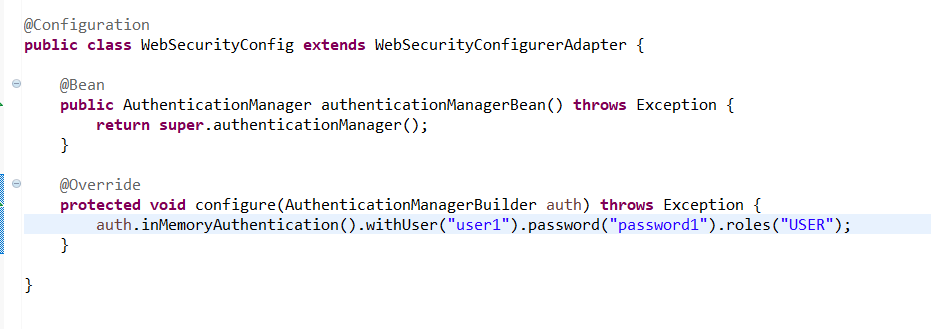 @Configuration
public class WebSecurityConfig extends WebSecurityConfigurerAdapter {
@Bean
public AuthenticationManager authenticationManagerBean() throws Exception {
return super.authenticationManager();
}
@Override
protected void configure(AuthenticationManagerBuilder auth) throws Exception {
auth.inMemoryAuthentication().withUser("user1").password("password1").roles("USER");
}
}